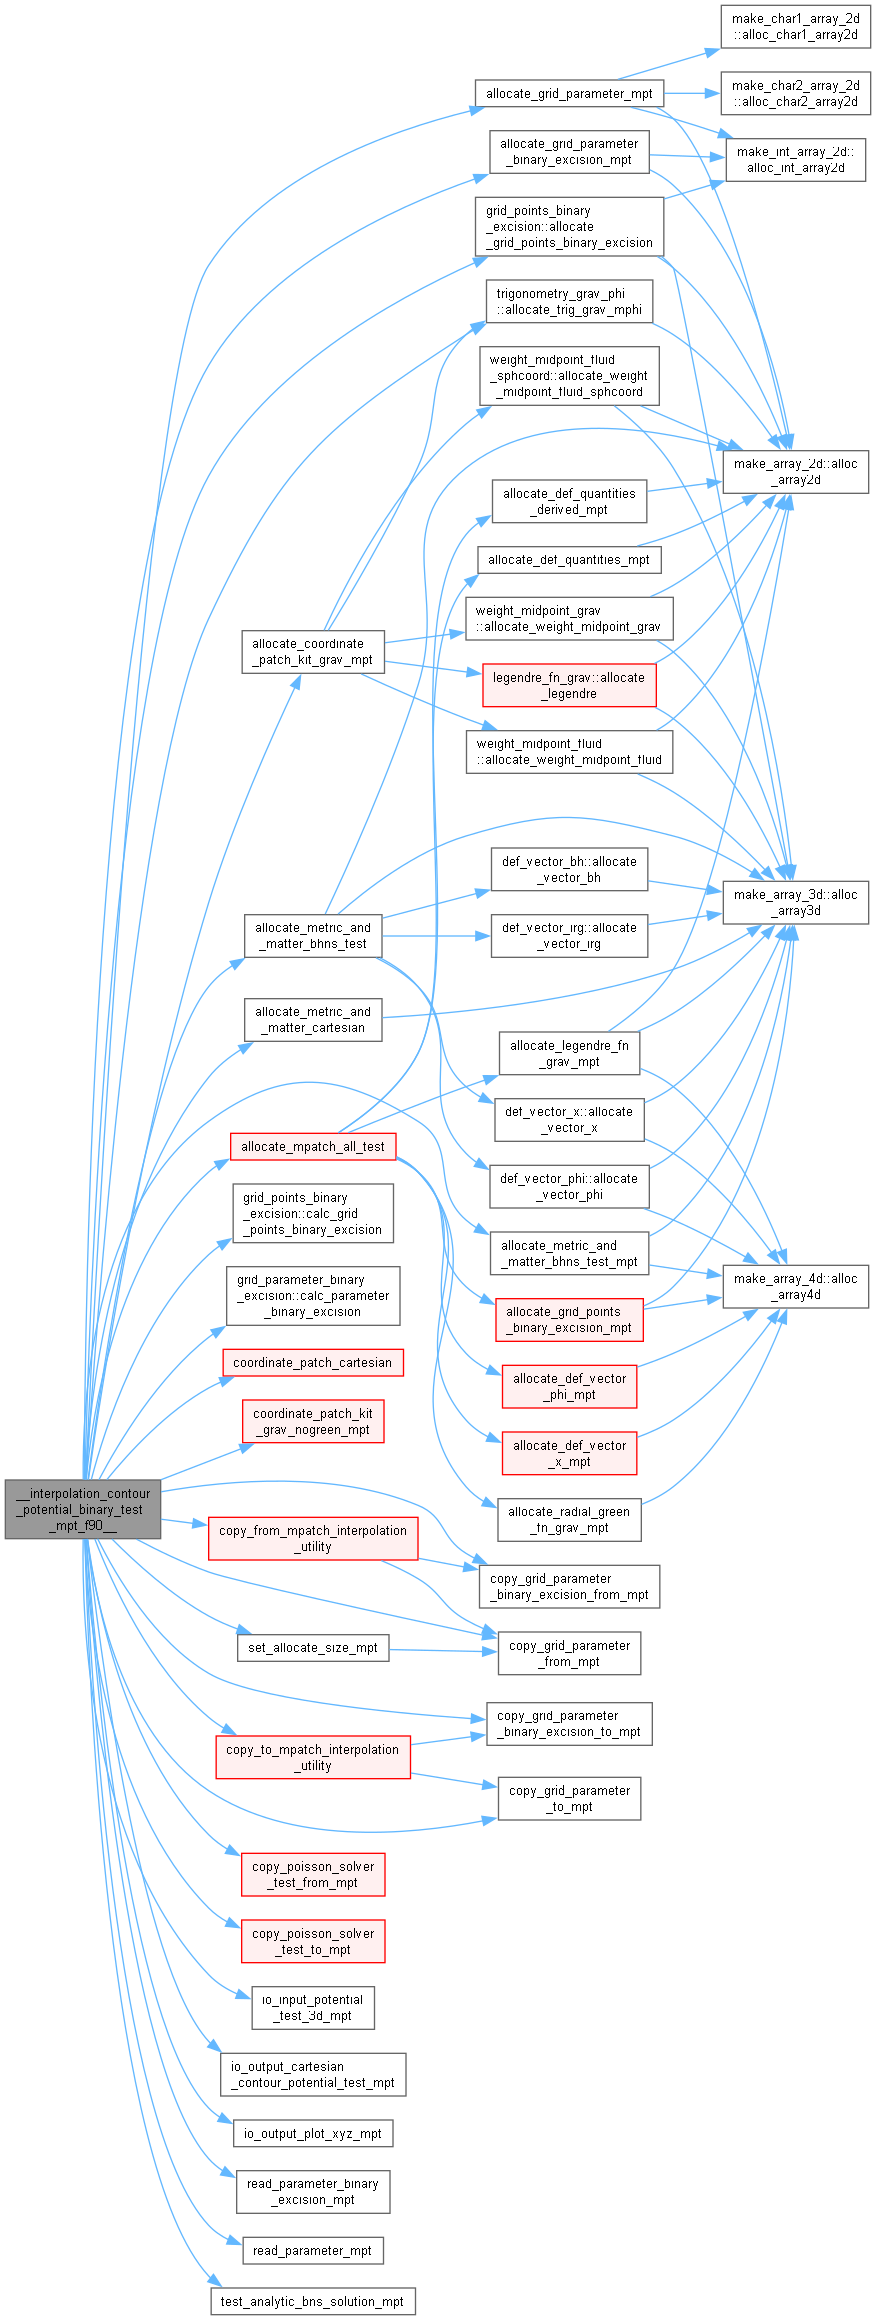 make_char1_array_2d
::alloc_char1_array2d
allocate_grid_parameter_mpt
make_char2_array_2d
::alloc_char2_array2d
allocate_grid_parameter
_binary_excision_mpt
make_int_array_2d::
alloc_int_array2d
grid_points_binary
_excision::allocate
_grid_points_binary_excision
trigonometry_grav_phi
::allocate_trig_grav_mphi
weight_midpoint_fluid
_sphcoord::allocate_weight
_midpoint_fluid_sphcoord
make_array_2d::alloc
_array2d
allocate_def_quantities
_derived_mpt
allocate_def_quantities_mpt
weight_midpoint_grav
::allocate_weight_midpoint_grav
allocate_coordinate
_patch_kit_grav_mpt
legendre_fn_grav::allocate
_legendre
weight_midpoint_fluid
::allocate_weight_midpoint_fluid
def_vector_bh::allocate
_vector_bh
make_array_3d::alloc
_array3d
allocate_metric_and
_matter_bhns_test
def_vector_irg::allocate
_vector_irg
allocate_metric_and
_matter_cartesian
allocate_legendre_fn
_grav_mpt
def_vector_x::allocate
_vector_x
allocate_mpatch_all_test
def_vector_phi::allocate
_vector_phi
grid_points_binary
_excision::calc_grid
_points_binary_excision
allocate_metric_and
_matter_bhns_test_mpt
make_array_4d::alloc
_array4d
grid_parameter_binary
_excision::calc_parameter
_binary_excision
allocate_grid_points
_binary_excision_mpt
coordinate_patch_cartesian
allocate_def_vector
_phi_mpt
coordinate_patch_kit
_grav_nogreen_mpt
allocate_def_vector
_x_mpt
__interpolation_contour
_potential_binary_test
_mpt_f90__
allocate_radial_green
_fn_grav_mpt
copy_from_mpatch_interpolation
_utility
copy_grid_parameter
_binary_excision_from_mpt
set_allocate_size_mpt
copy_grid_parameter
_from_mpt
copy_grid_parameter
_binary_excision_to_mpt
copy_to_mpatch_interpolation
_utility
copy_grid_parameter
_to_mpt
copy_poisson_solver
_test_from_mpt
copy_poisson_solver
_test_to_mpt
io_input_potential
_test_3d_mpt
io_output_cartesian
_contour_potential_test_mpt
io_output_plot_xyz_mpt
read_parameter_binary
_excision_mpt
read_parameter_mpt
test_analytic_bns_solution_mpt